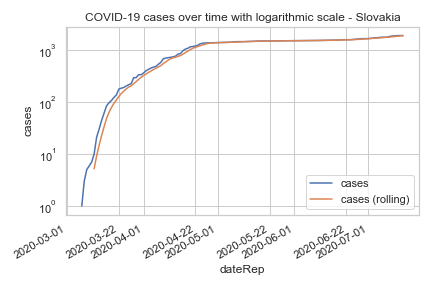 COVID-19 cases over time with logarithmic scale - Slovakia
10³
10²
10¹
10⁰
cases
cases
cases (rolling)
2020-03-01
2020-03-22
2020-04-01
2020-04-22
2020-05-01
2020-05-22
2020-06-01
2020-06-22
2020-07-01
dateRep